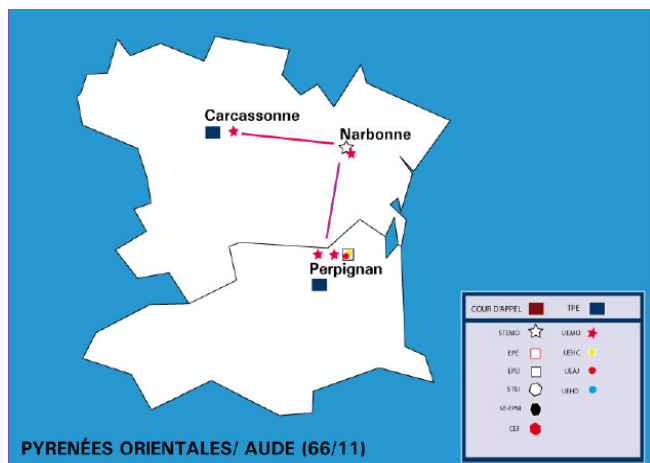 Carcassonne
Narbonne
Perpignan
COUR D'APPEL TPE
STEMO UEMO
EPE UEHC
EPEI UEAJ
STEI UEHD
SE-EPM
CEF
PYRENÉES ORIENTALES/ AUDE (66/11)